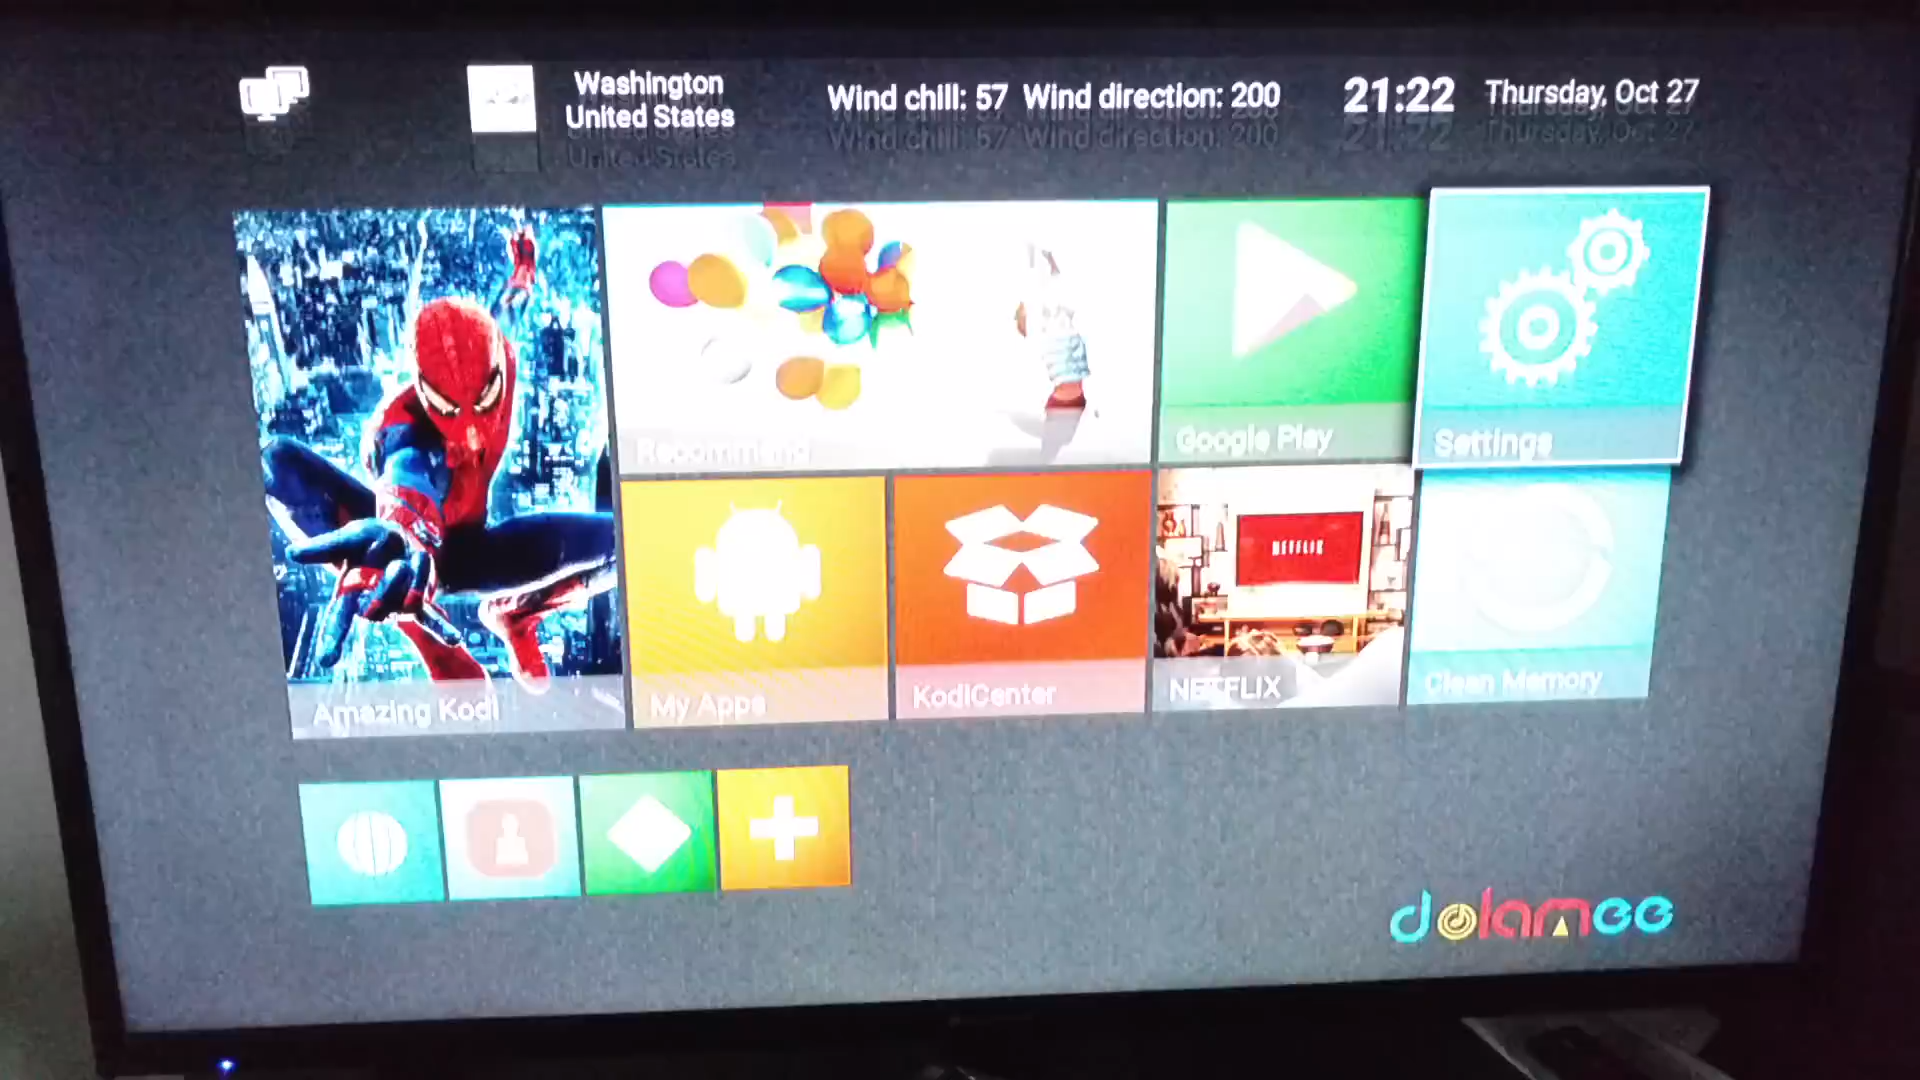 Washington
United States
Wind chill: 57 Wind direction: 200
21:22
Thursday, Oct 27
Recommend
Google Play
Settings
NETFLIX
Amazing Kodi
My Apps
KodiCenter
NETFLIX
Clean Memory
dolamee